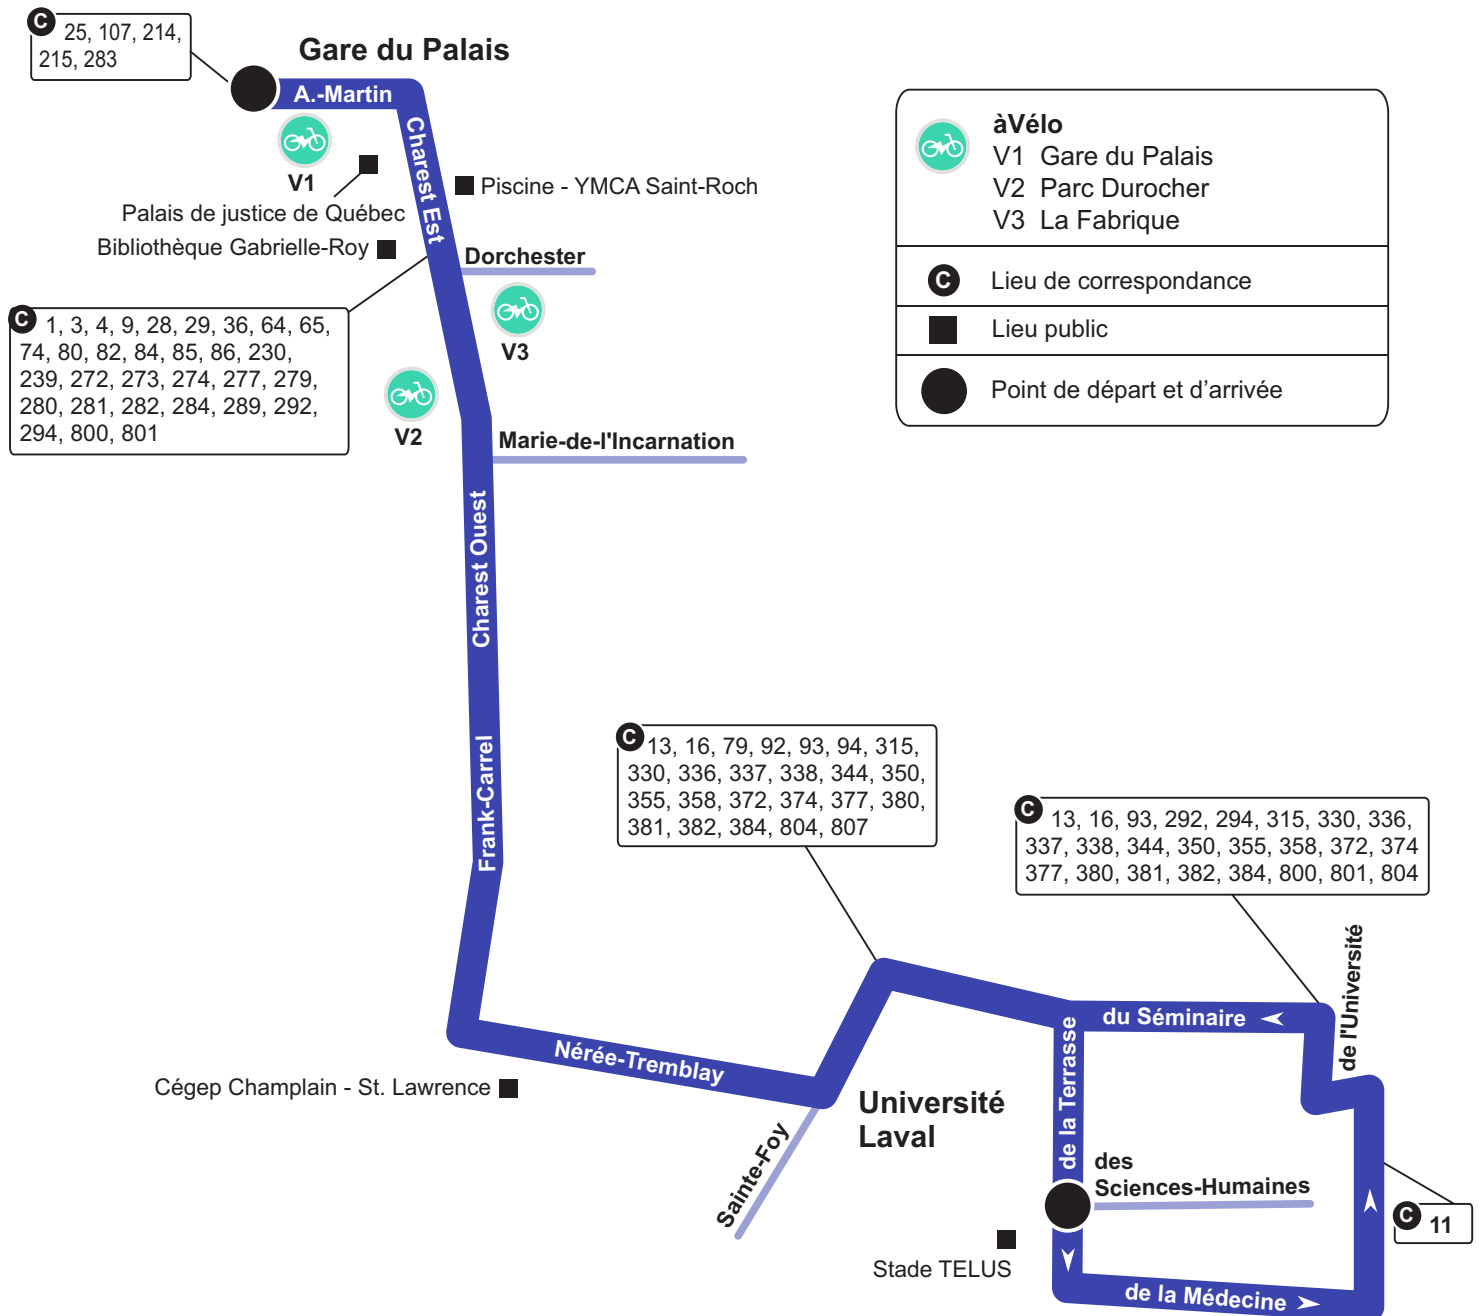 C 25, 107, 214,
215, 283
Gare du Palais
A.-Martin
Charest Est
V1
Palais de justice de Québec
Piscine - YMCA Saint-Roch
Bibliothèque Gabrielle-Roy
Dorchester
C 1, 3, 4, 9, 28, 29, 36, 64, 65,
74, 80, 82, 84, 85, 86, 230,
239, 272, 273, 274, 277, 279,
280, 281, 282, 284, 289, 292,
294, 800, 801
V3
V2
Marie-de-l'Incarnation
àVélo
V1 Gare du Palais
V2 Parc Durocher
V3 La Fabrique
C Lieu de correspondance
Lieu public
Point de départ et d'arrivée
Charest Ouest
Frank-Carrel
C 13, 16, 79, 92, 93, 94, 315,
330, 336, 337, 338, 344, 350,
355, 358, 372, 374, 377, 380,
381, 382, 384, 804, 807
C 13, 16, 93, 292, 294, 315, 330, 336,
337, 338, 344, 350, 355, 358, 372, 374
377, 380, 381, 382, 384, 800, 801, 804
de l'Université
du Séminaire
Nérée-Tremblay
Cégep Champlain - St. Lawrence
Université
Laval
de la Terrasse
Sainte-Foy
des
Sciences-Humaines
C 11
Stade TELUS
de la Médecine